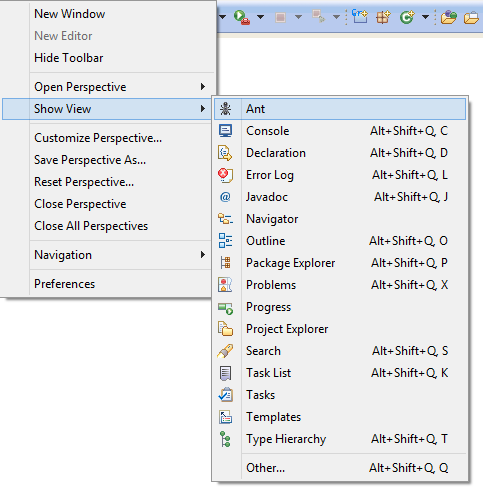 New Window
New Editor
Hide Toolbar
Open Perspective
Show View
Customize Perspective...
Save Perspective As...
Reset Perspective...
Close Perspective
Close All Perspectives
Navigation
Preferences
Ant
Console Alt+Shift+Q, C
Declaration Alt+Shift+Q, D
Error Log Alt+Shift+Q, L
Javadoc Alt+Shift+Q, J
Navigator
Outline Alt+Shift+Q, O
Package Explorer Alt+Shift+Q, P
Problems Alt+Shift+Q, X
Progress
Project Explorer
Search Alt+Shift+Q, S
Task List Alt+Shift+Q, K
Tasks
Templates
Type Hierarchy Alt+Shift+Q, T
Other... Alt+Shift+Q, Q